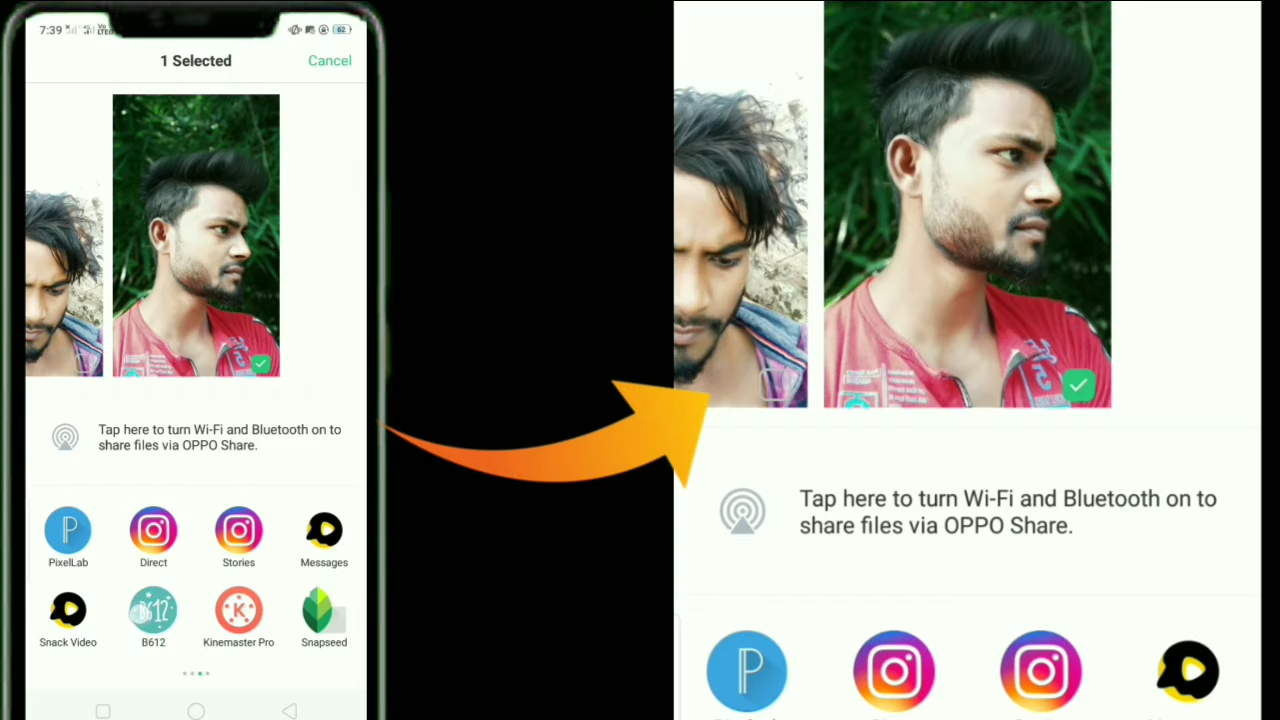 7:39
62
1 Selected
Cancel
Tap here to turn Wi-Fi and Bluetooth on to
share files via OPPO Share.
PixelLab
Direct
Stories
Messages
Snack Video
B612
Kinemaster Pro
Snapseed
Tap here to turn Wi-Fi and Bluetooth on to
share files via OPPO Share.